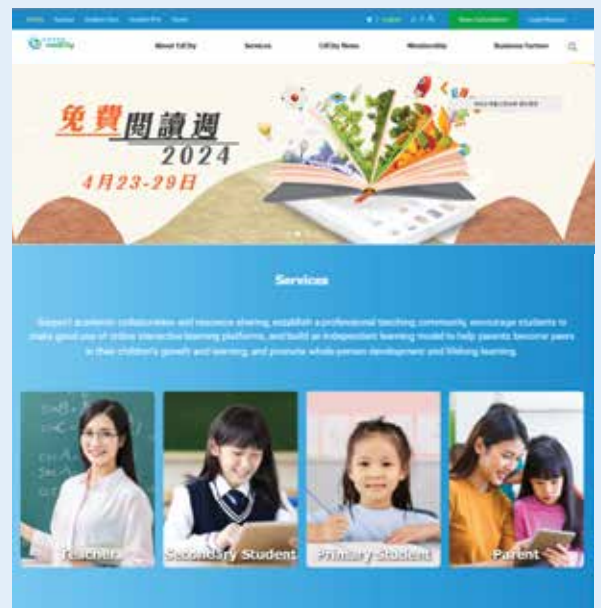 About EdCity Services EdCity News Membership Business Partner
免費閱讀週
2024
4月23-29日
Services
Support academic collaboration and resource sharing, establish a professional teaching community, encourage students to
make good use of online interactive learning platforms, and build an independent learning model to help parents become peers
in their children's growth and learning, and promote whole-person development and lifelong learning.
Teacher
Secondary Student
Primary Student
Parent